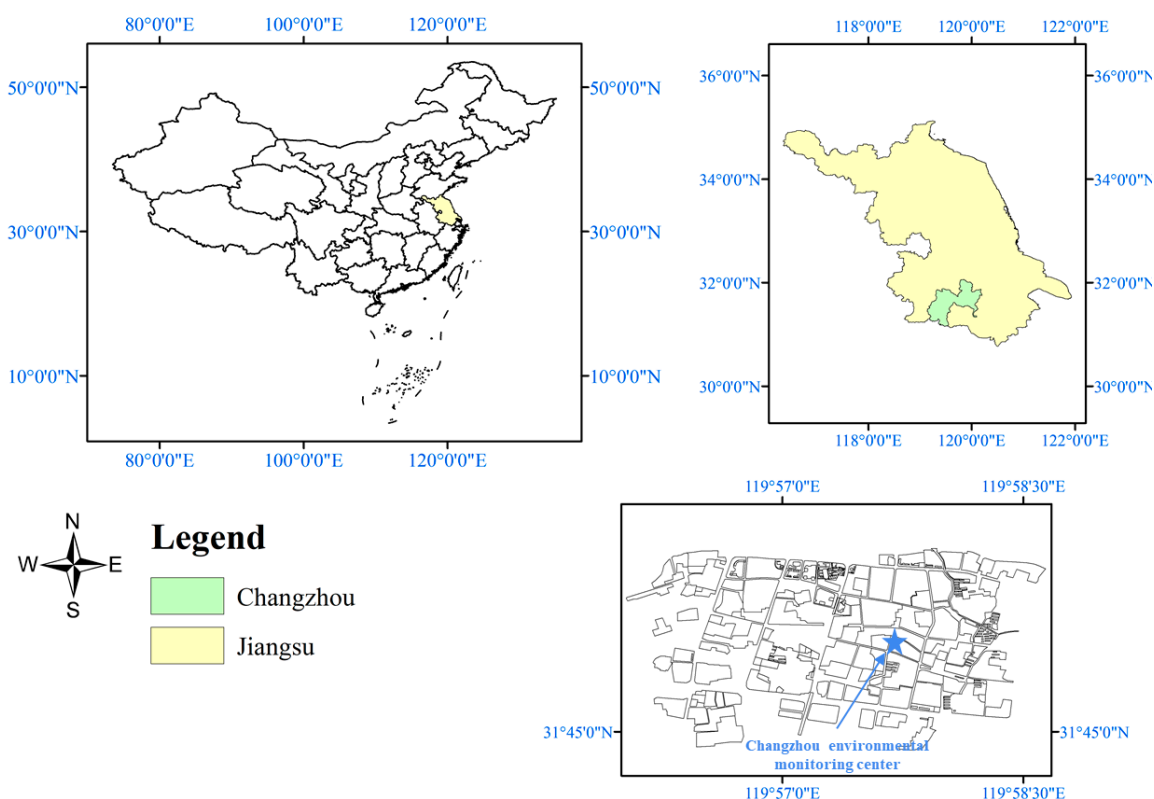 80°0'0"E 100°0'0"E 120°0'0"E
50°0'0"N 50°0'0"N
30°0'0"N 30°0'0"N
10°0'0"N 10°0'0"N
80°0'0"E 100°0'0"E 120°0'0"E
118°0'0"E 120°0'0"E 122°0'0"E
36°0'0"N 36°0'0"N
34°0'0"N 34°0'0"N
32°0'0"N 32°0'0"N
30°0'0"N 30°0'0"N
118°0'0"E 120°0'0"E 122°0'0"E
N
W E
S
Legend
Changzhou
Jiangsu
119°57'0"E 119°58'30"E
31°45'0"N 31°45'0"N
Changzhou environmental
monitoring center
119°57'0"E 119°58'30"E